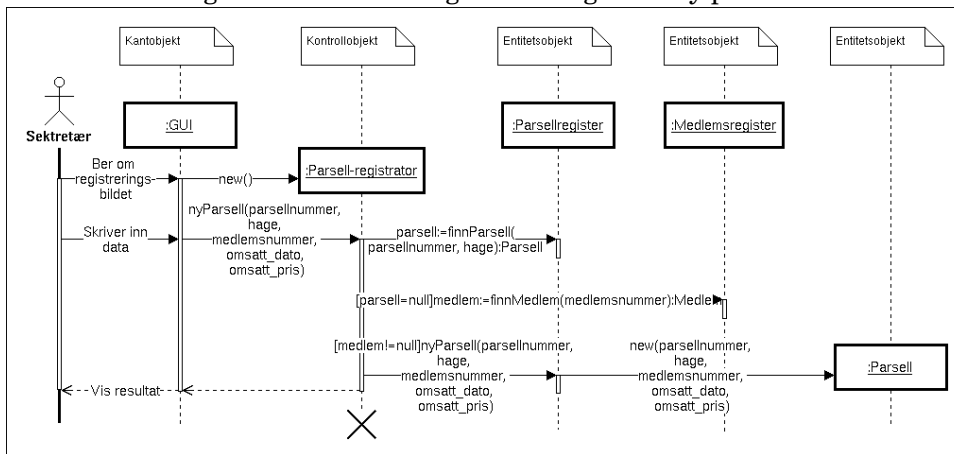 Kantobjekt
Kontrollobjekt
Entitetsobjekt
Entitetsobjekt
Entitetsobjekt
Sektretær
:GUI
:Parsellregister
:Medlemsregister
:Parsell-registrator
Ber om
registrerings-
bildet
new()
Skriver inn
data
nyParsell(parsellnummer,
hage,
medlemsnummer,
omsatt_dato,
omsatt_pris)
parsell:=finnParsell(
parsellnummer, hage):Parsell
[parsell=null]medlem:=finnMedlem(medlemsnummer):Medlem
[medlem!=null]nyParsell(parsellnummer,
hage,
medlemsnummer,
omsatt_dato,
omsatt_pris)
new(parsellnummer,
hage,
medlemsnummer,
omsatt_dato,
omsatt_pris)
:Parsell
Vis resultat